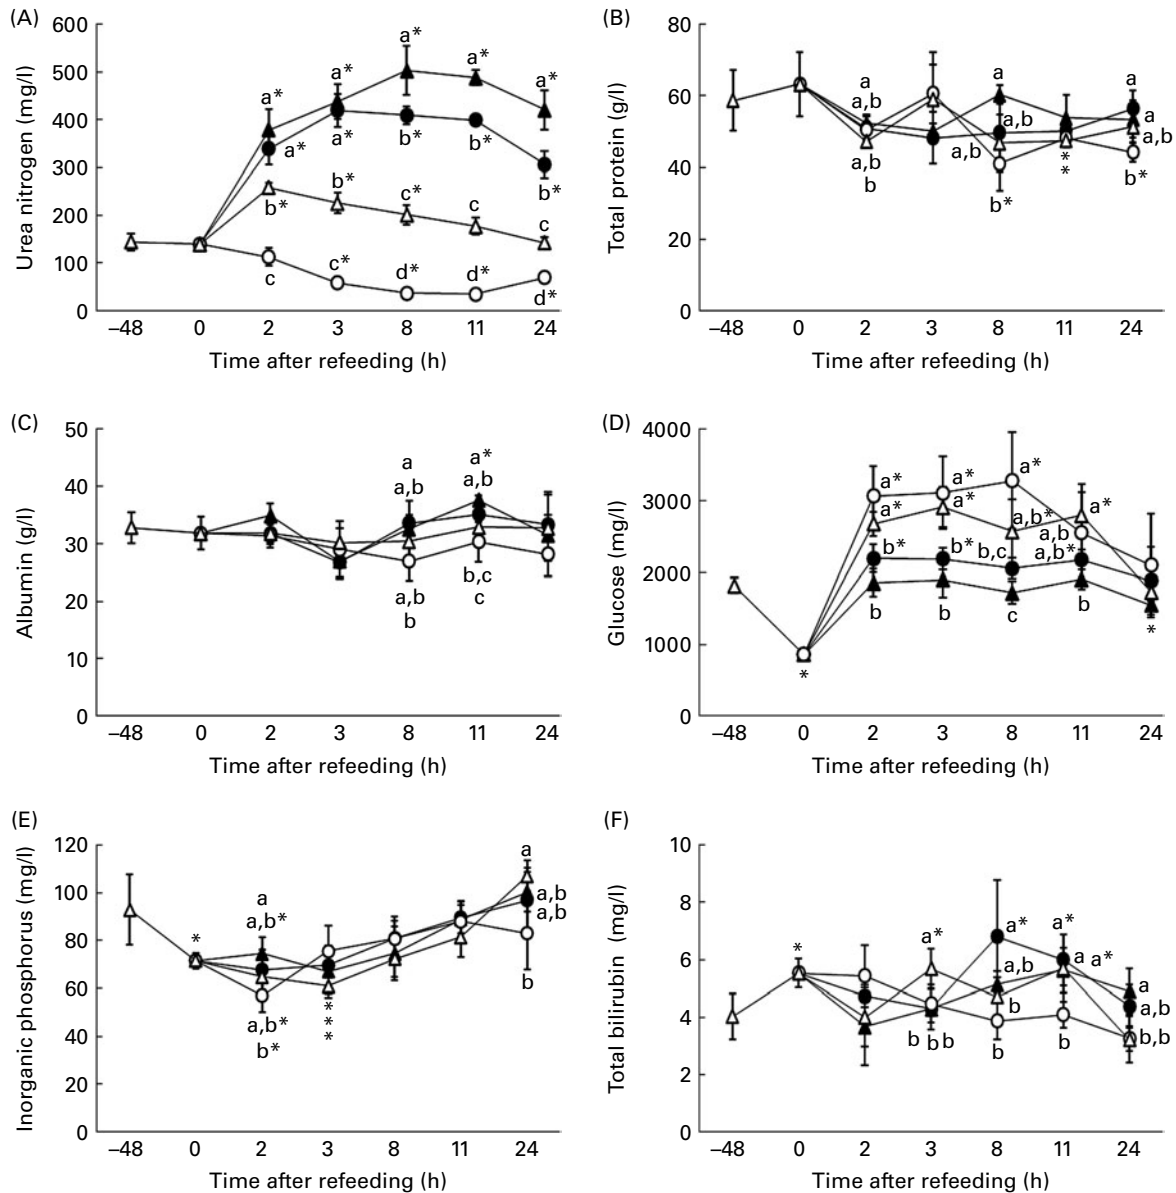 (A)
600
500
400
300
200
100
0
Urea nitrogen (mg/l)
a*
a*
a*
a*
a*
a*
a*
b*
b*
b*
b*
b*
c*
c
c
c
c*
d*
d*
d*
–48 0 2 3 8 11 24
Time after refeeding (h)
(B)
80
60
40
20
0
Total protein (g/l)
a
a,b
a,b
b
a
a,b
a,b
b*
*
*
a
a
a,b
b*
–48 0 2 3 8 11 24
Time after refeeding (h)
(C)
50
40
30
20
10
0
Albumin (g/l)
a
a,b
a,b
b
a*
a,b
b,c
c
–48 0 2 3 8 11 24
Time after refeeding (h)
(D)
4000
3000
2000
1000
0
Glucose (mg/l)
*
a*
a*
b*
b
a*
a*
b*
b
a*
a,b*
b,c
c
a*
a,b
a,b*
b
*
–48 0 2 3 8 11 24
Time after refeeding (h)
(E)
120
100
80
60
40
20
0
Inorganic phosphorus (mg/l)
*
a
a,b*
a,b*
b*
*
*
*
a
a,b
a,b
b
–48 0 2 3 8 11 24
Time after refeeding (h)
(F)
10
8
6
4
2
0
Total bilirubin (mg/l)
*
a*
b b b
a*
a,b
b
b
a*
a a*
b
a
a,b
b,b
–48 0 2 3 8 11 24
Time after refeeding (h)